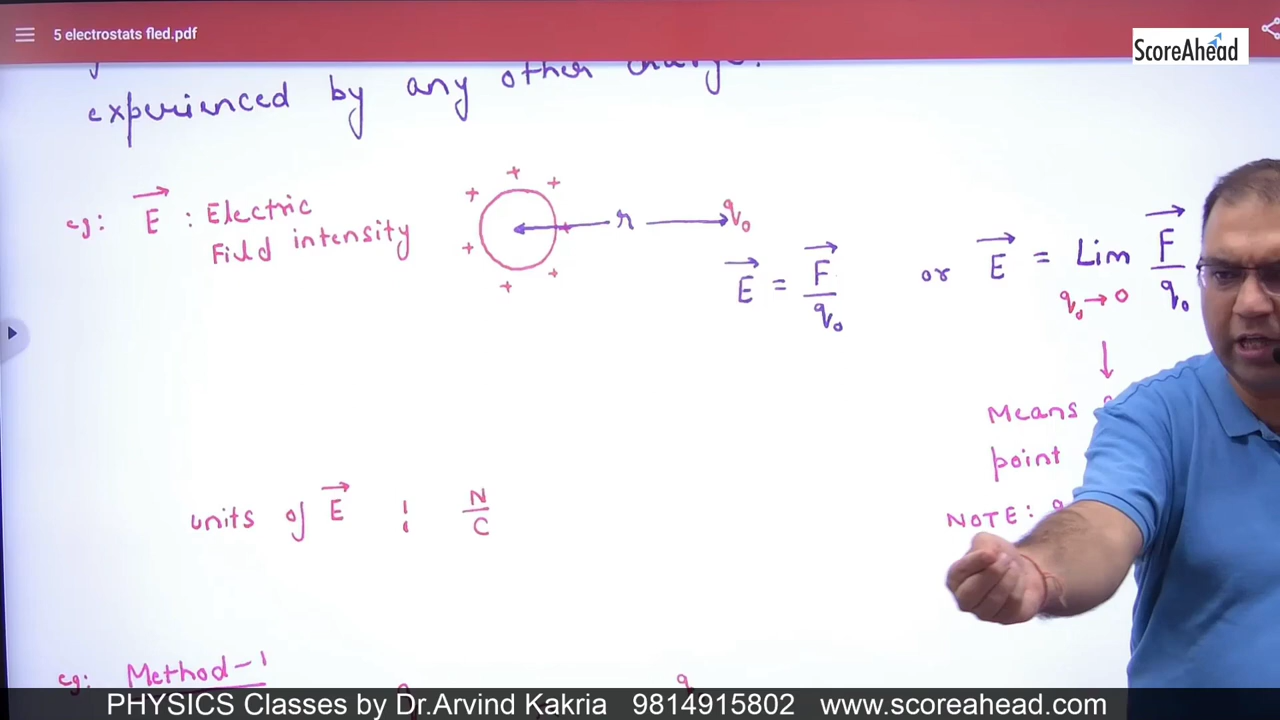 5 electrostats fled.pdf
ScoreAhead
experienced by any other charge.
eg: E : Electric
Field intensity
r
q₀
E = F/q₀
or E = Lim F/q₀
q₀→0
Means
point
units of E : N/C
NOTE:
eg: Method-1
q
PHYSICS Classes by Dr.Arvind Kakria 9814915802 www.scoreahead.com